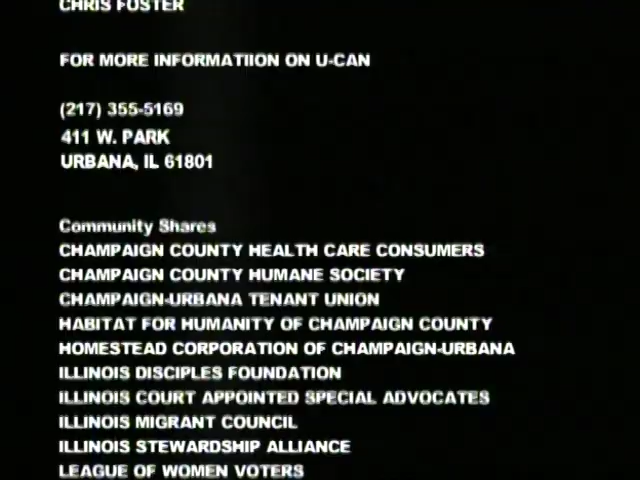 CHRIS FOSTER
FOR MORE INFORMATIION ON U-CAN
(217) 355-5169
411 W. PARK
URBANA, IL 61801
Community Shares
CHAMPAIGN COUNTY HEALTH CARE CONSUMERS
CHAMPAIGN COUNTY HUMANE SOCIETY
CHAMPAIGN-URBANA TENANT UNION
HABITAT FOR HUMANITY OF CHAMPAIGN COUNTY
HOMESTEAD CORPORATION OF CHAMPAIGN-URBANA
ILLINOIS DISCIPLES FOUNDATION
ILLINOIS COURT APPOINTED SPECIAL ADVOCATES
ILLINOIS MIGRANT COUNCIL
ILLINOIS STEWARDSHIP ALLIANCE
LEAGUE OF WOMEN VOTERS